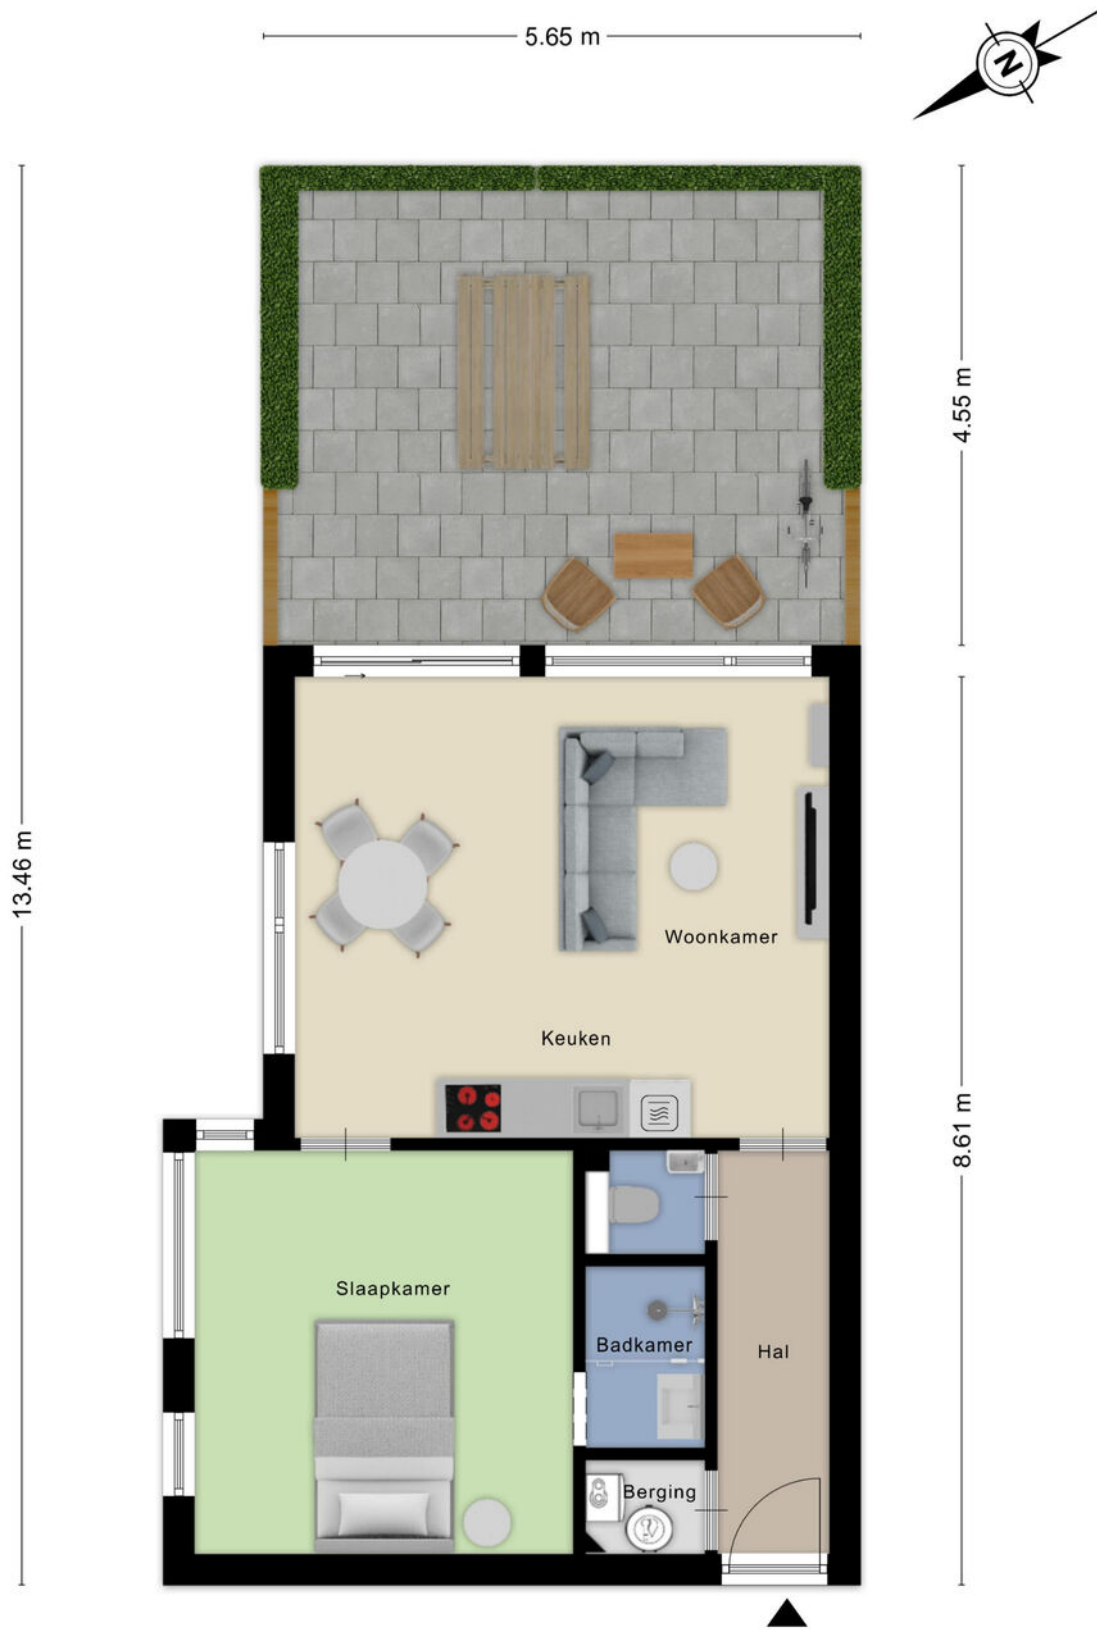 5.65 m
N
4.55 m
13.46 m
Woonkamer
Keuken
8.61 m
Slaapkamer
Badkamer
Hal
Berging